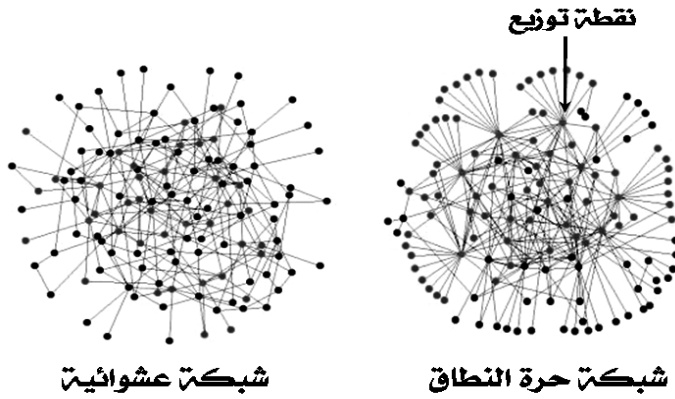 نقطة توزيع
شبكة حرة النطاق
شبكة عشوائية